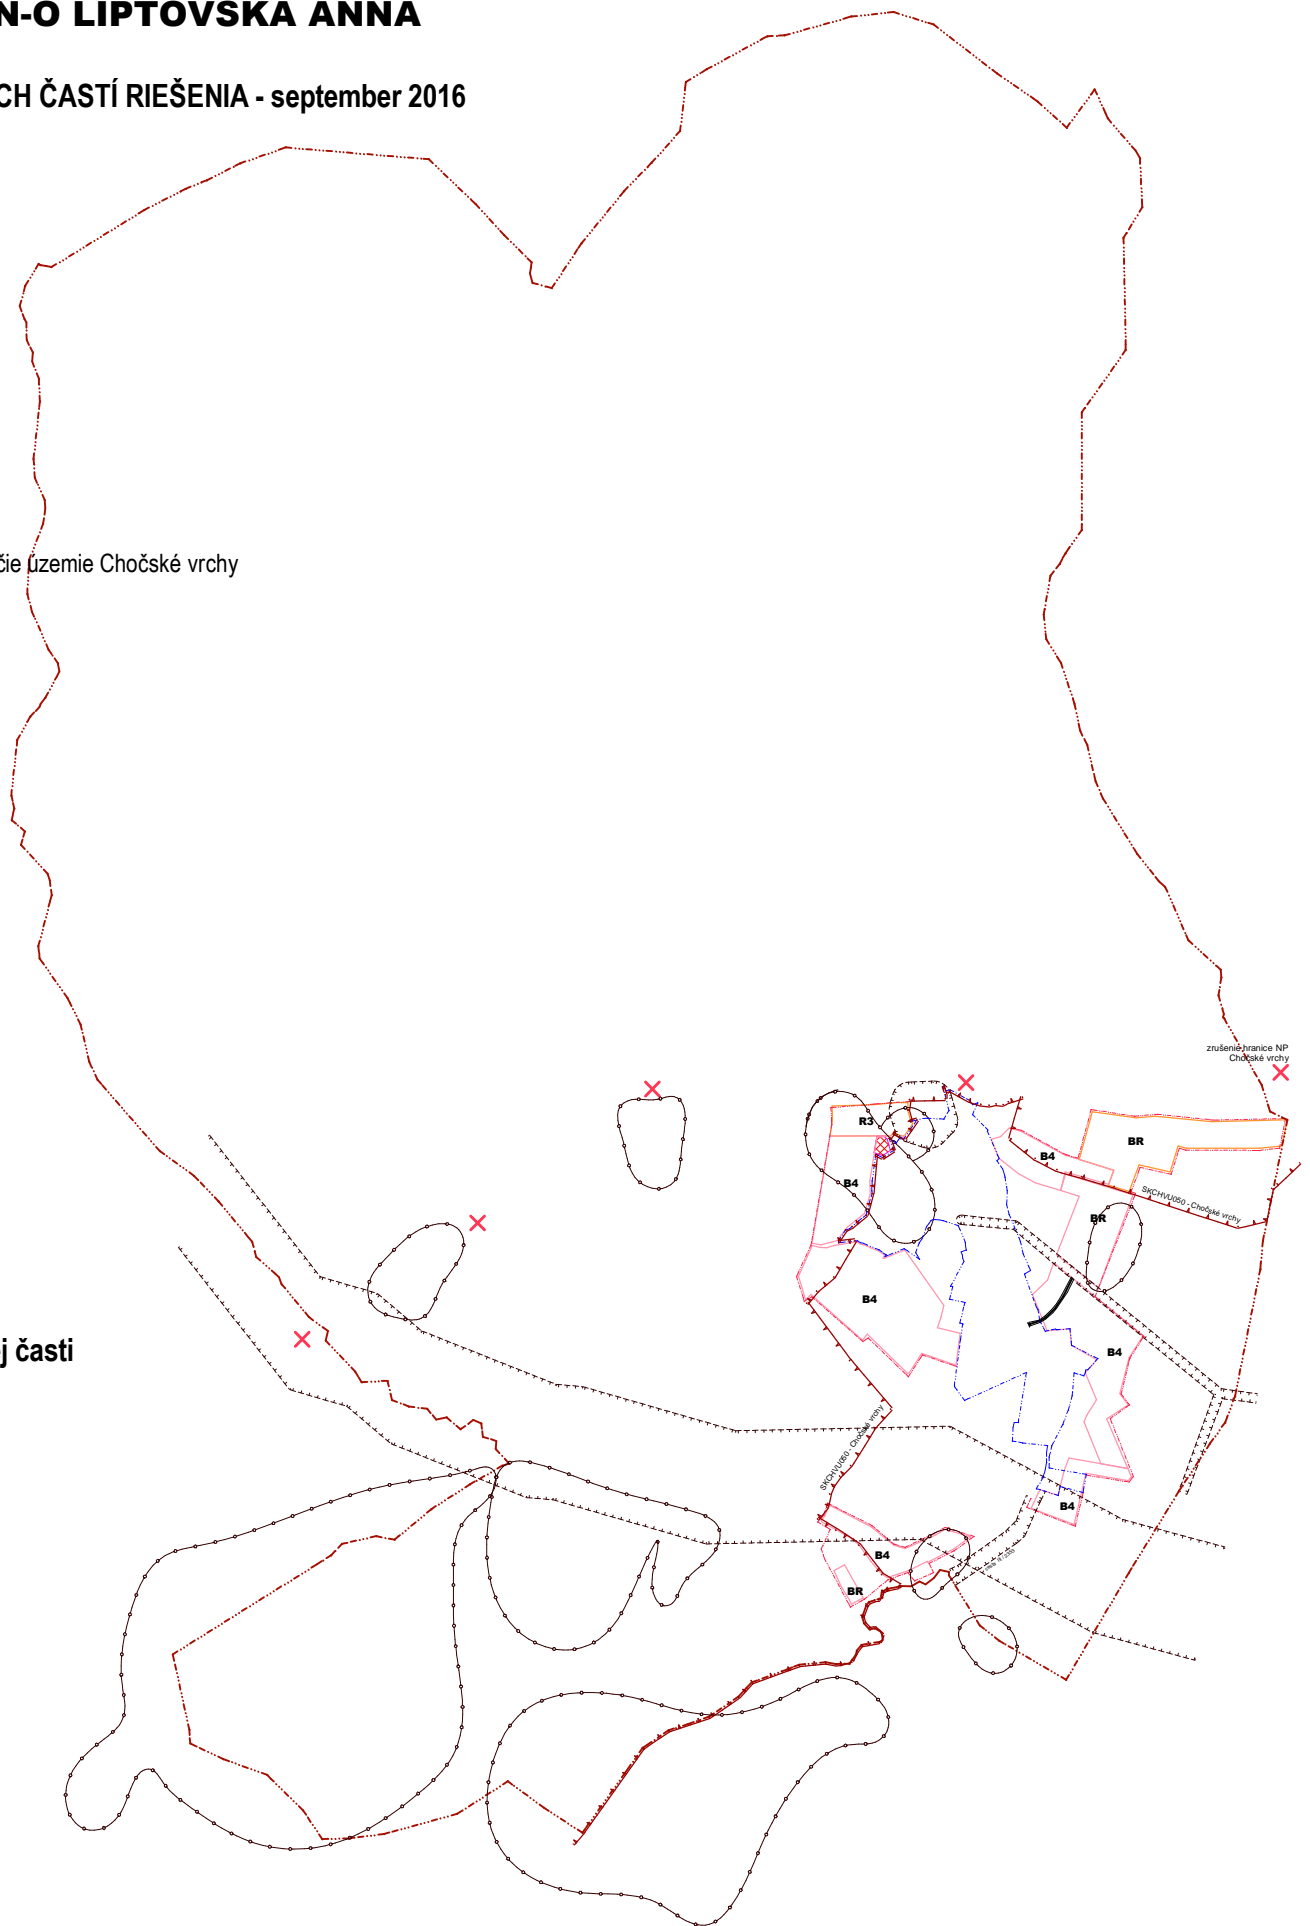 N-O LIPTOVSKÁ ANNA
CH ČASTÍ RIEŠENIA - september 2016
čie územie Chočské vrchy
zrušenie hranice NP
Chočské vrchy
R3
BR
B4
B4
SKCHVU050 - Chočské vrchy
BR
B4
j časti
B4
SKCHVU050 - Chočské vrchy
B4
B4
BR